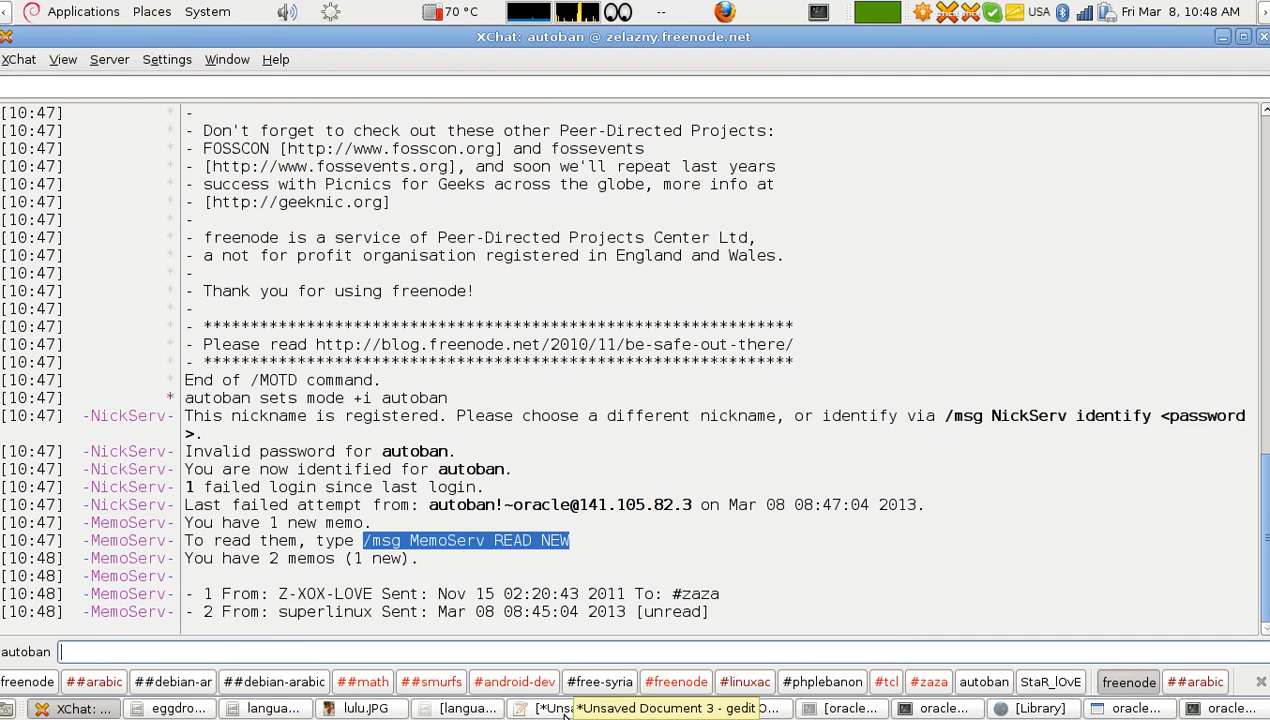 Applications Places System 70 °C -- USA Fri Mar 8, 10:48 AM
XChat: autoban @ zelazny.freenode.net
XChat View Server Settings Window Help
[10:47] * -
[10:47] * - Don't forget to check out these other Peer-Directed Projects:
[10:47] * - FOSSCON [http://www.fosscon.org] and fossevents
[10:47] * - [http://www.fossevents.org], and soon we'll repeat last years
[10:47] * - success with Picnics for Geeks across the globe, more info at
[10:47] * - [http://geeknic.org]
[10:47] * -
[10:47] * - freenode is a service of Peer-Directed Projects Center Ltd,
[10:47] * - a not for profit organisation registered in England and Wales.
[10:47] * -
[10:47] * - Thank you for using freenode!
[10:47] * -
[10:47] * - ***************************************************************
[10:47] * - Please read http://blog.freenode.net/2010/11/be-safe-out-there/
[10:47] * - ***************************************************************
[10:47] * End of /MOTD command.
[10:47] * autoban sets mode +i autoban
[10:47] -NickServ- This nickname is registered. Please choose a different nickname, or identify via /msg NickServ identify <password
>.
[10:47] -NickServ- Invalid password for autoban.
[10:47] -NickServ- You are now identified for autoban.
[10:47] -NickServ- 1 failed login since last login.
[10:47] -NickServ- Last failed attempt from: autoban!~oracle@141.105.82.3 on Mar 08 08:47:04 2013.
[10:47] -MemoServ- You have 1 new memo.
[10:47] -MemoServ- To read them, type /msg MemoServ READ NEW
[10:48] -MemoServ- You have 2 memos (1 new).
[10:48] -MemoServ-
[10:48] -MemoServ- - 1 From: Z-XOX-LOVE Sent: Nov 15 02:20:43 2011 To: #zaza
[10:48] -MemoServ- - 2 From: superlinux Sent: Mar 08 08:45:04 2013 [unread]
autoban
freenode ##arabic ##debian-ar ##debian-arabic ##math ##smurfs #android-dev #free-syria #freenode #linuxac #phplebanon #tcl #zaza autoban StaR_lOvE freenode ##arabic
XChat: ... eggdro... langua... lulu.JPG [langua... [*Unsa *Unsaved Document 3 - gedit O... [oracle... oracle... [Library] oracle... oracle...